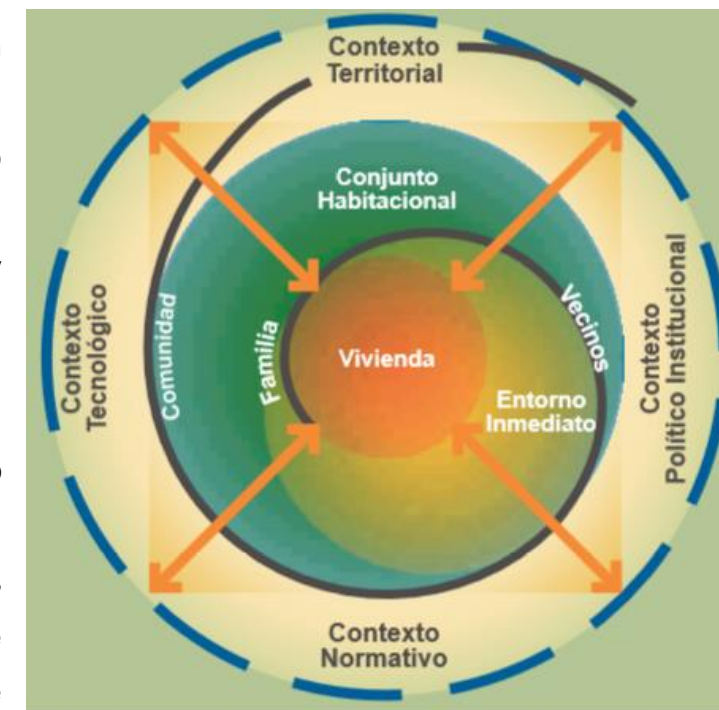 Contexto
Territorial
Conjunto
Habitacional
Contexto
Tecnológico
Comunidad
Familia
Vivienda
Vecinos
Entorno
Inmediato
Contexto
Político Institucional
Contexto
Normativo